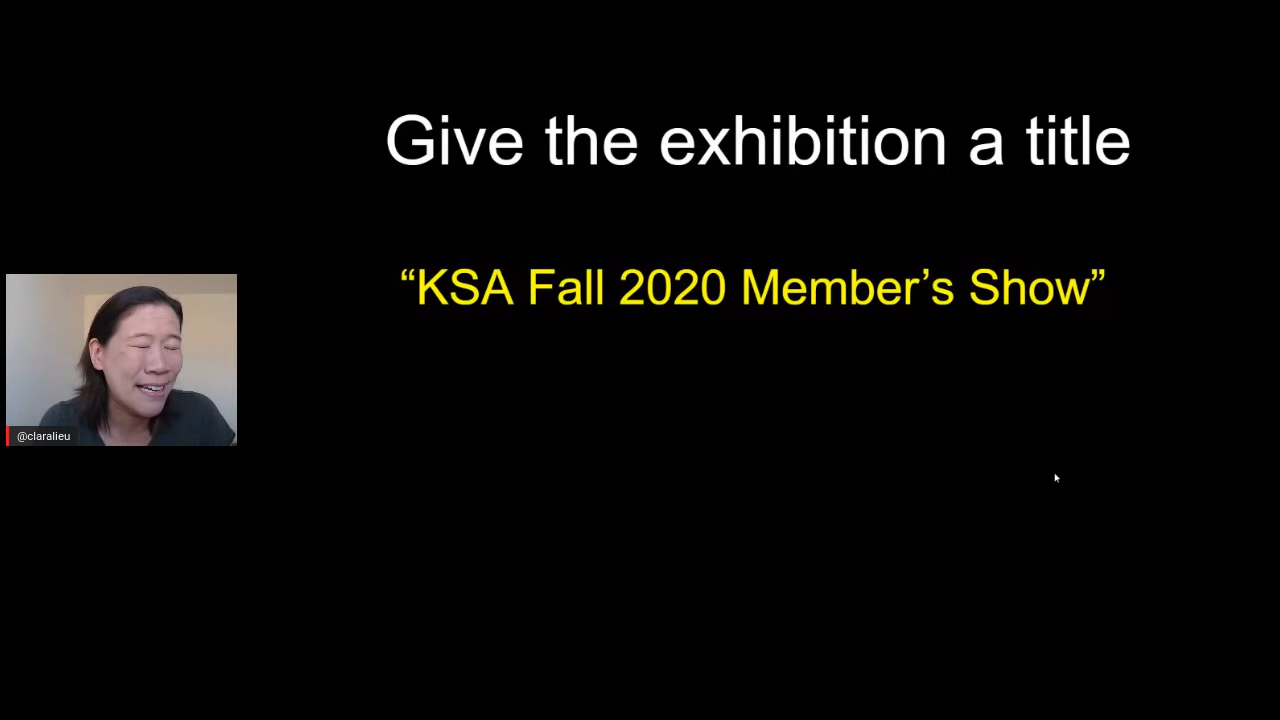 Give the exhibition a title
“KSA Fall 2020 Member’s Show”
@claralieu